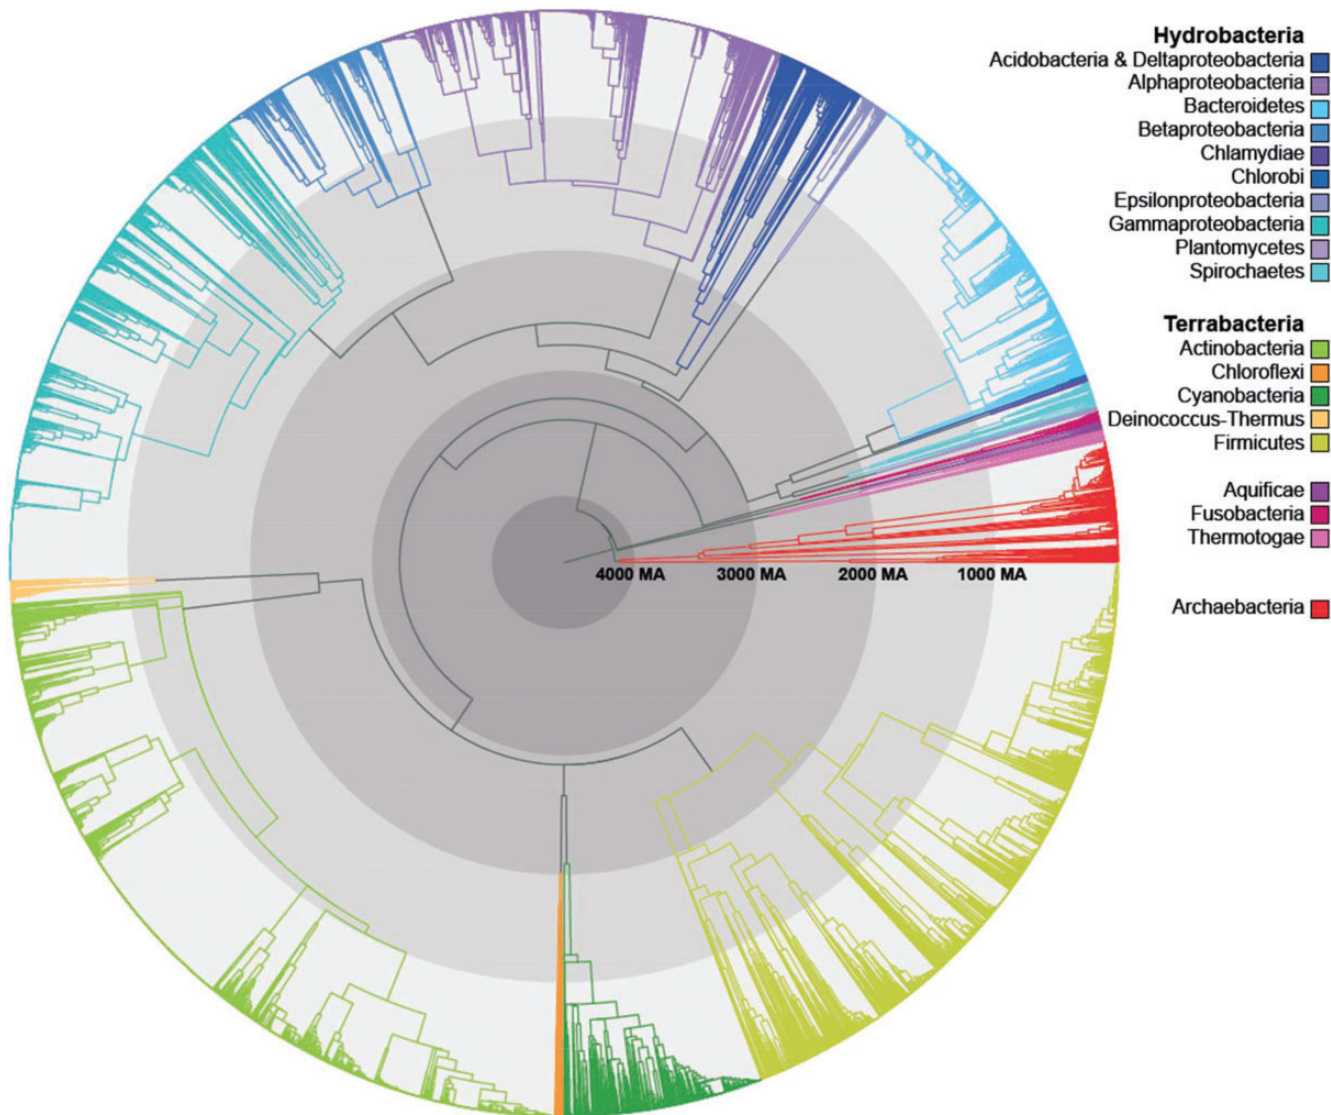 Hydrobacteria
Acidobacteria & Deltaproteobacteria
Alphaproteobacteria
Bacteroidetes
Betaproteobacteria
Chlamydiae
Chlorobi
Epsilonproteobacteria
Gammaproteobacteria
Plantomycetes
Spirochaetes
Terrabacteria
Actinobacteria
Chloroflexi
Cyanobacteria
Deinococcus-Thermus
Firmicutes
Aquificae
Fusobacteria
Thermotogae
Archaebacteria
4000 MA 3000 MA 2000 MA 1000 MA